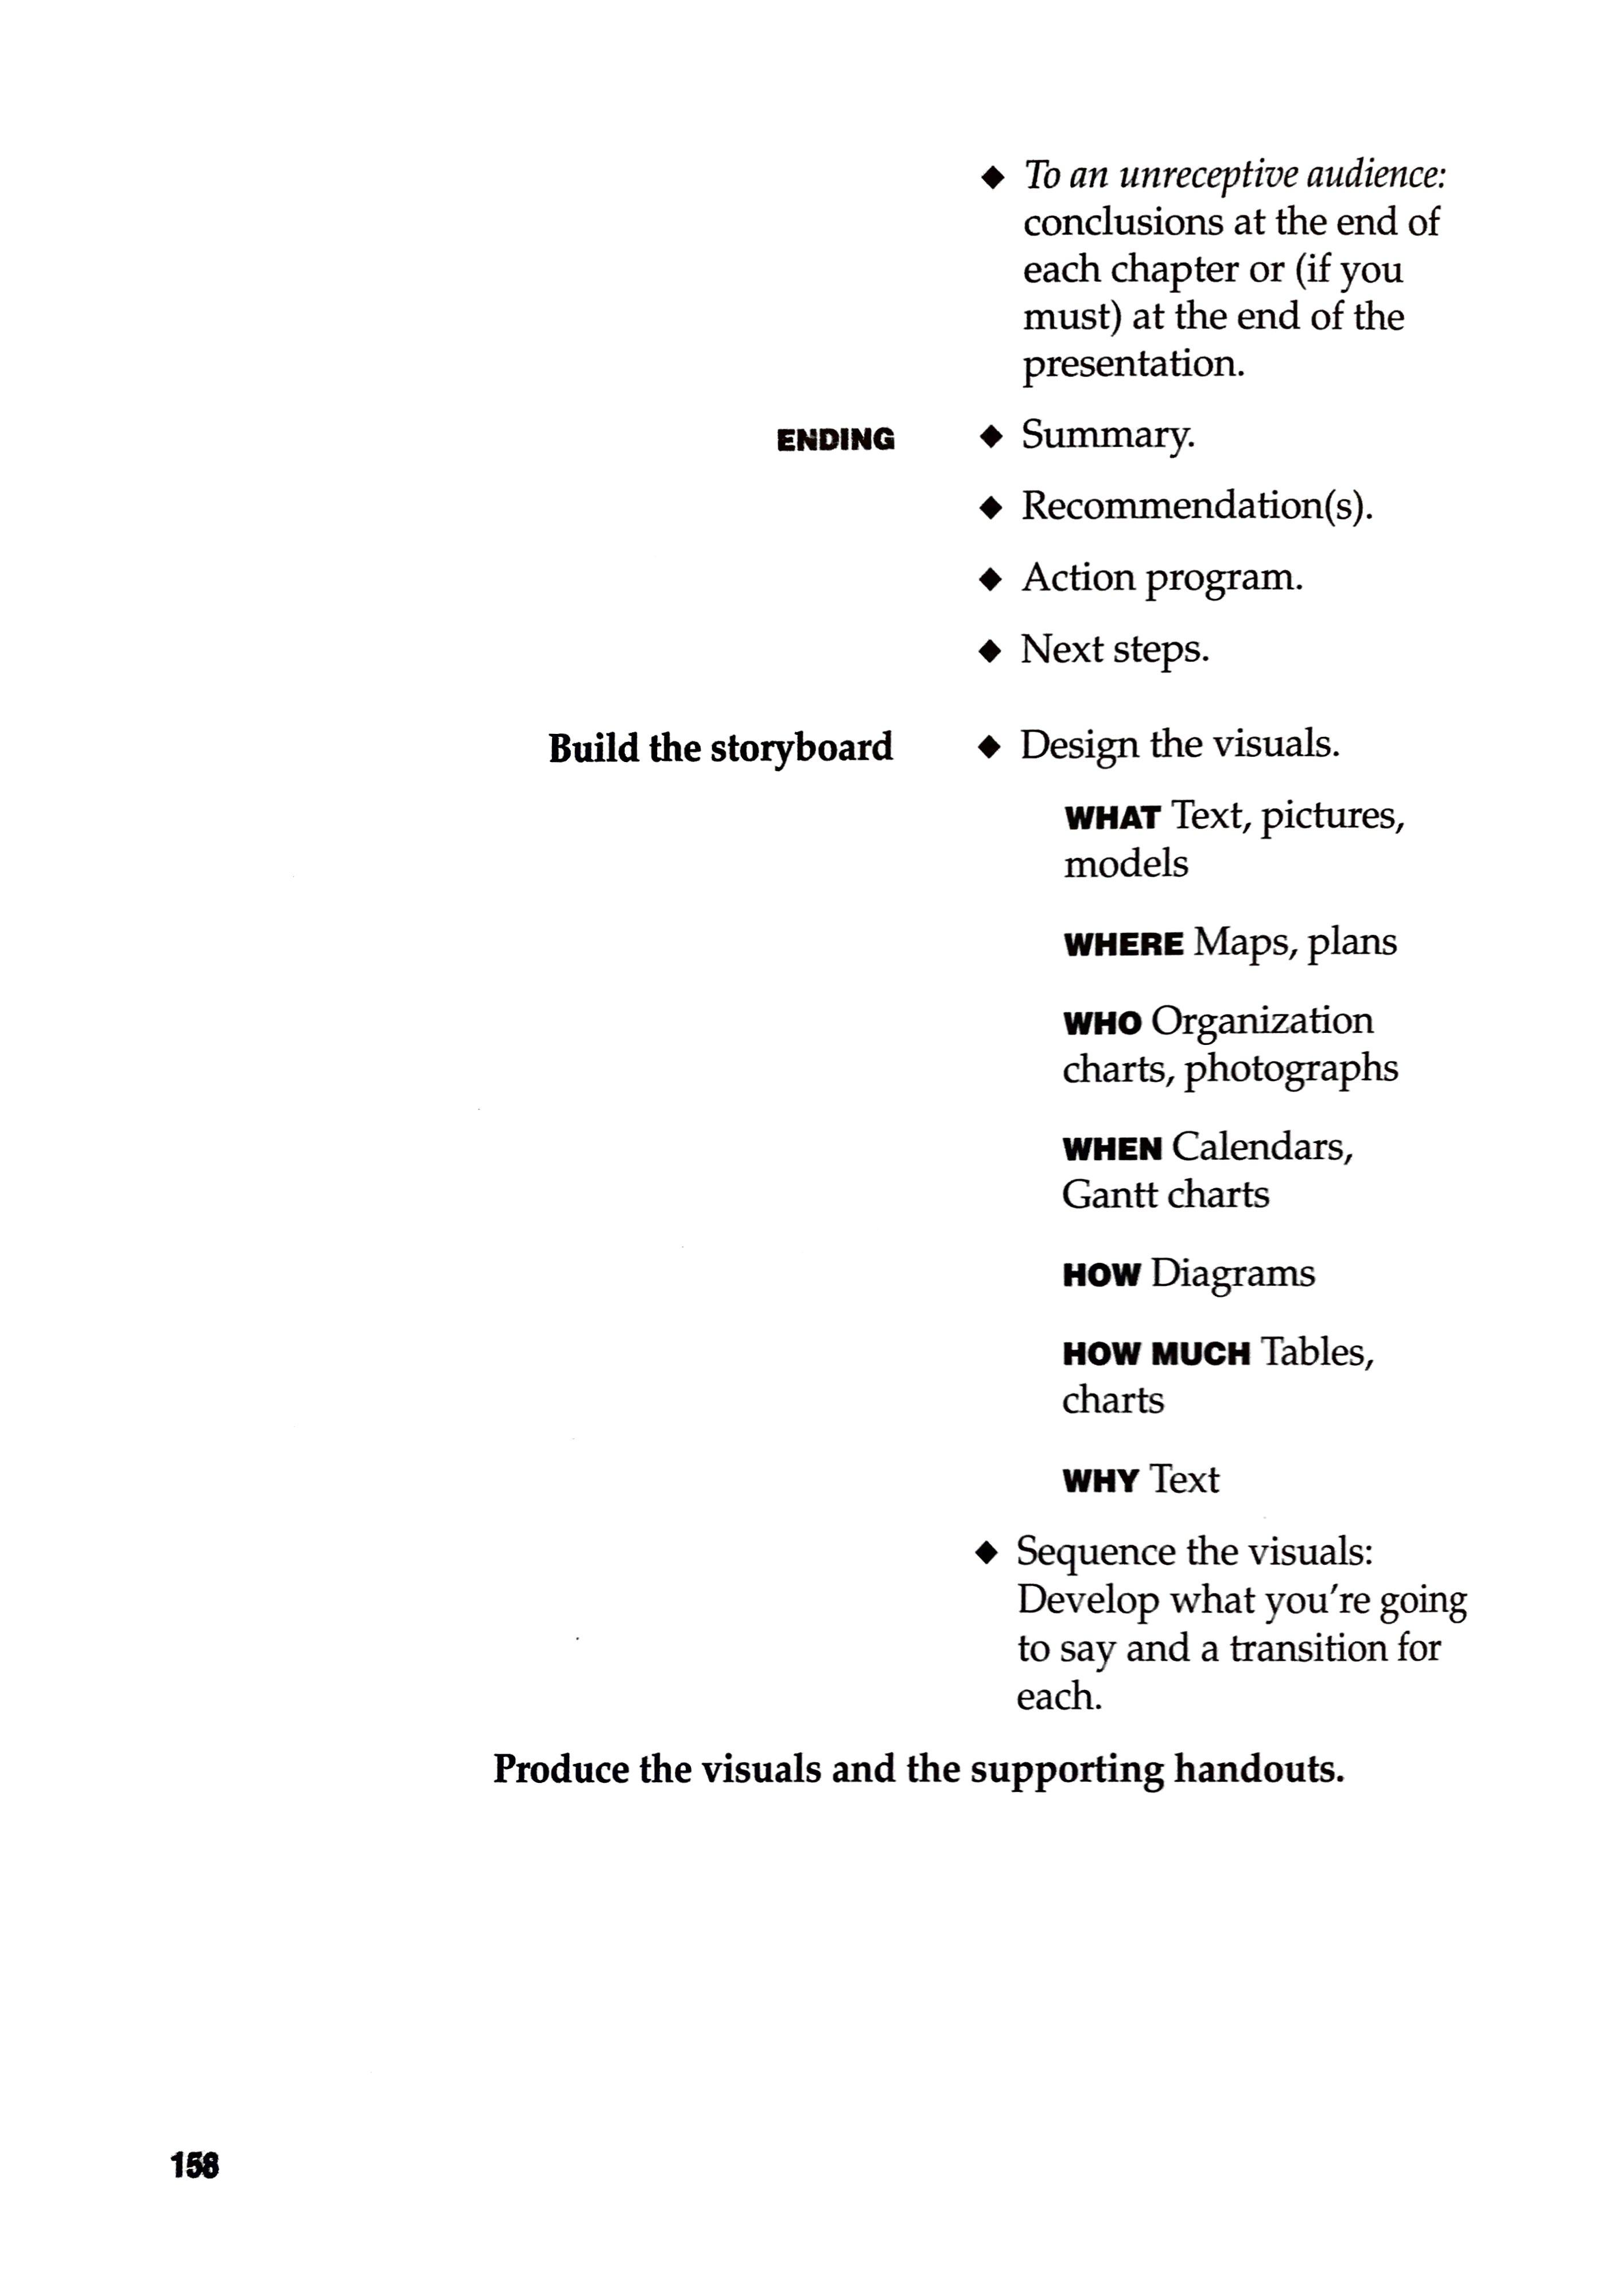 ◆ To an unreceptive audience:
conclusions at the end of
each chapter or (if you
must) at the end of the
presentation.
ENDING ◆ Summary.
◆ Recommendation(s).
◆ Action program.
◆ Next steps.
Build the storyboard ◆ Design the visuals.
WHAT Text, pictures,
models
WHERE Maps, plans
WHO Organization
charts, photographs
WHEN Calendars,
Gantt charts
HOW Diagrams
HOW MUCH Tables,
charts
WHY Text
◆ Sequence the visuals:
Develop what you're going
to say and a transition for
each.
Produce the visuals and the supporting handouts.
158